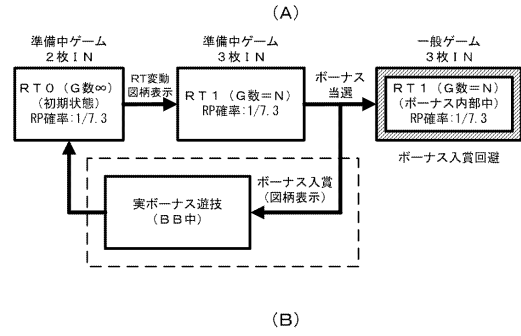 (A)
準備中ゲーム
2枚IN
準備中ゲーム
3枚IN
一般ゲーム
3枚IN
RT0(G数∞)
(初期状態)
RP確率:1/7.3
RT変動
図柄表示
RT1(G数=N)
RP確率:1/7.3
ボーナス
当選
RT1(G数=N)
(ボーナス内部中)
RP確率:1/7.3
ボーナス入賞回避
実ボーナス遊技
(BB中)
ボーナス入賞
(図柄表示)
(B)